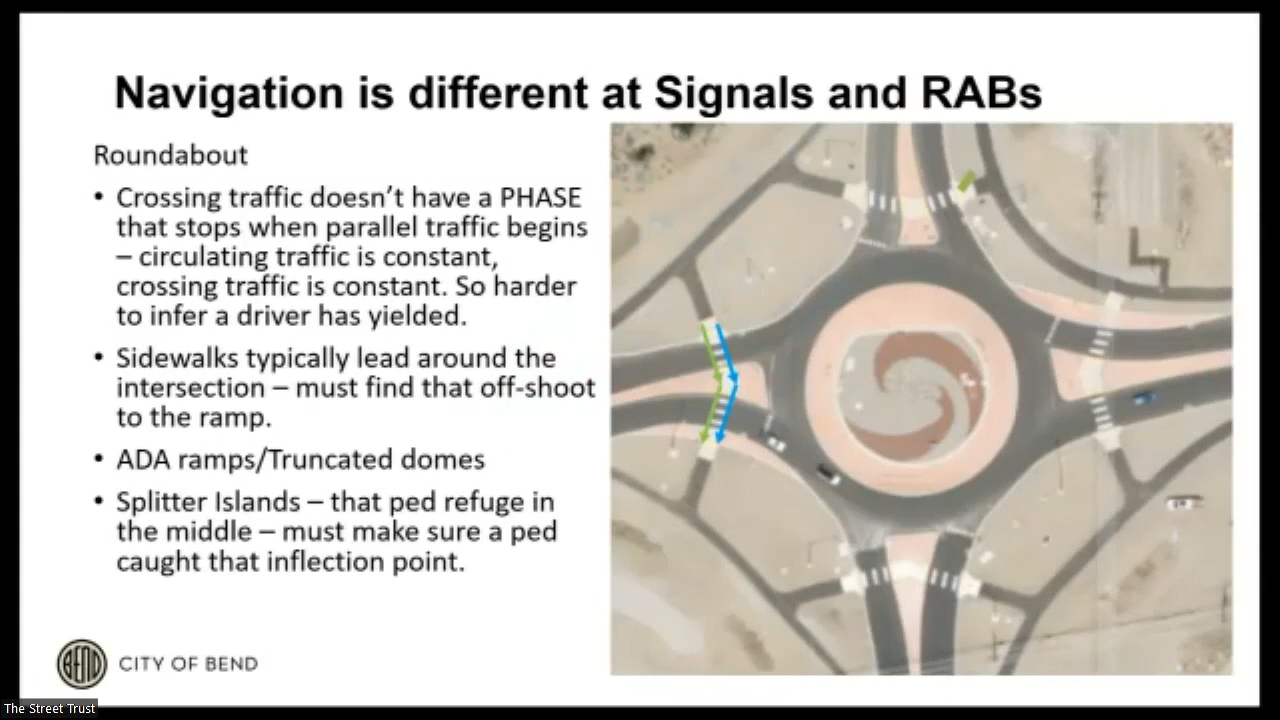 Navigation is different at Signals and RABs
Roundabout
• Crossing traffic doesn’t have a PHASE
that stops when parallel traffic begins
– circulating traffic is constant,
crossing traffic is constant. So harder
to infer a driver has yielded.
• Sidewalks typically lead around the
intersection – must find that off-shoot
to the ramp.
• ADA ramps/Truncated domes
• Splitter Islands – that ped refuge in
the middle – must make sure a ped
caught that inflection point.
BEND
CITY OF BEND
The Street Trust